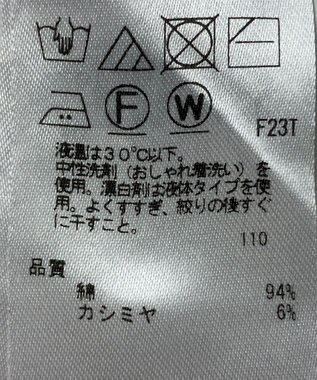 F W
F23T
液温は30℃以下。
中性洗剤（おしゃれ着洗い）を
使用。漂白剤は液体タイプを使
用。よくすすぎ、絞りの後すぐ
に干すこと。
110
品質
綿 94%
カシミヤ 6%